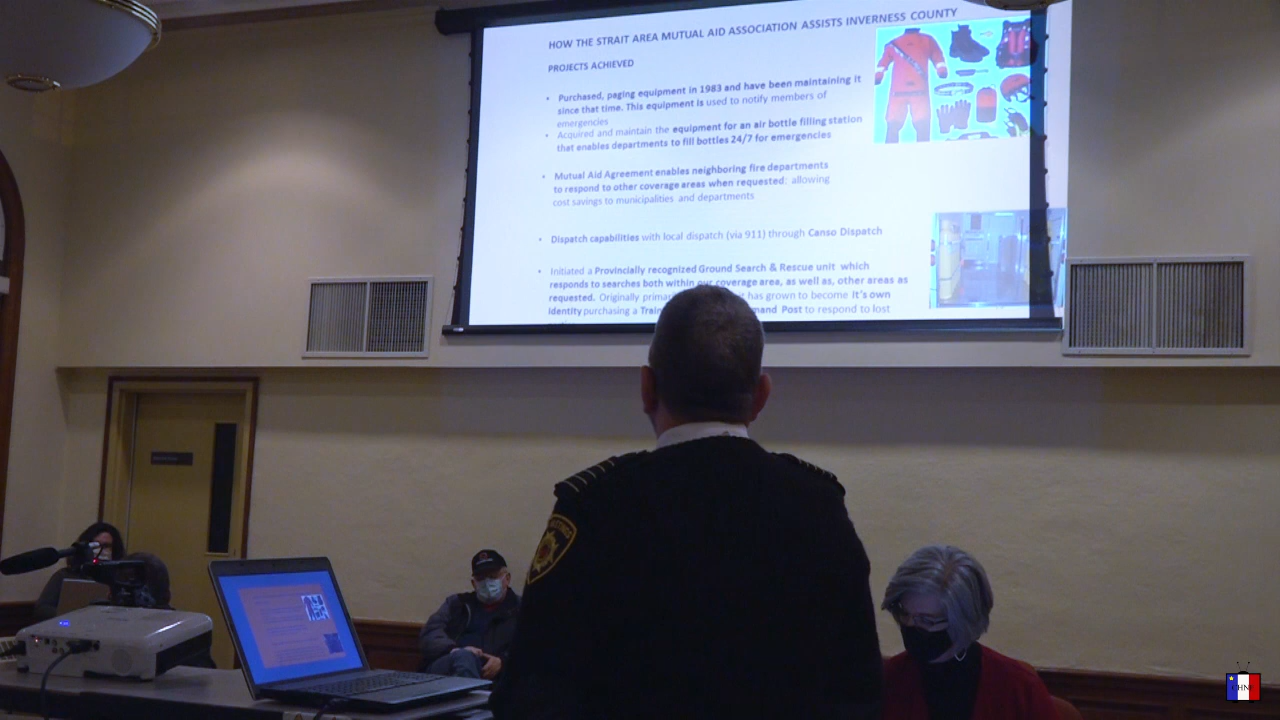 HOW THE STRAIT AREA MUTUAL AID ASSOCIATION ASSISTS INVERNESS COUNTY
PROJECTS ACHIEVED
• Purchased, paging equipment in 1983 and have been maintaining it
since that time. This equipment is used to notify members of
emergencies
• Acquired and maintain the equipment for an air bottle filling station
that enables departments to fill bottles 24/7 for emergencies
• Mutual Aid Agreement enables neighboring fire departments
to respond to other coverage areas when requested: allowing
cost savings to municipalities and departments
• Dispatch capabilities with local dispatch (via 911) through Canso Dispatch
• Initiated a Provincially recognized Ground Search & Rescue unit which
responds to searches both within our coverage area, as well as, other areas as
requested. Originally has grown to become It's own
Identity purchasing a Post to respond to lost